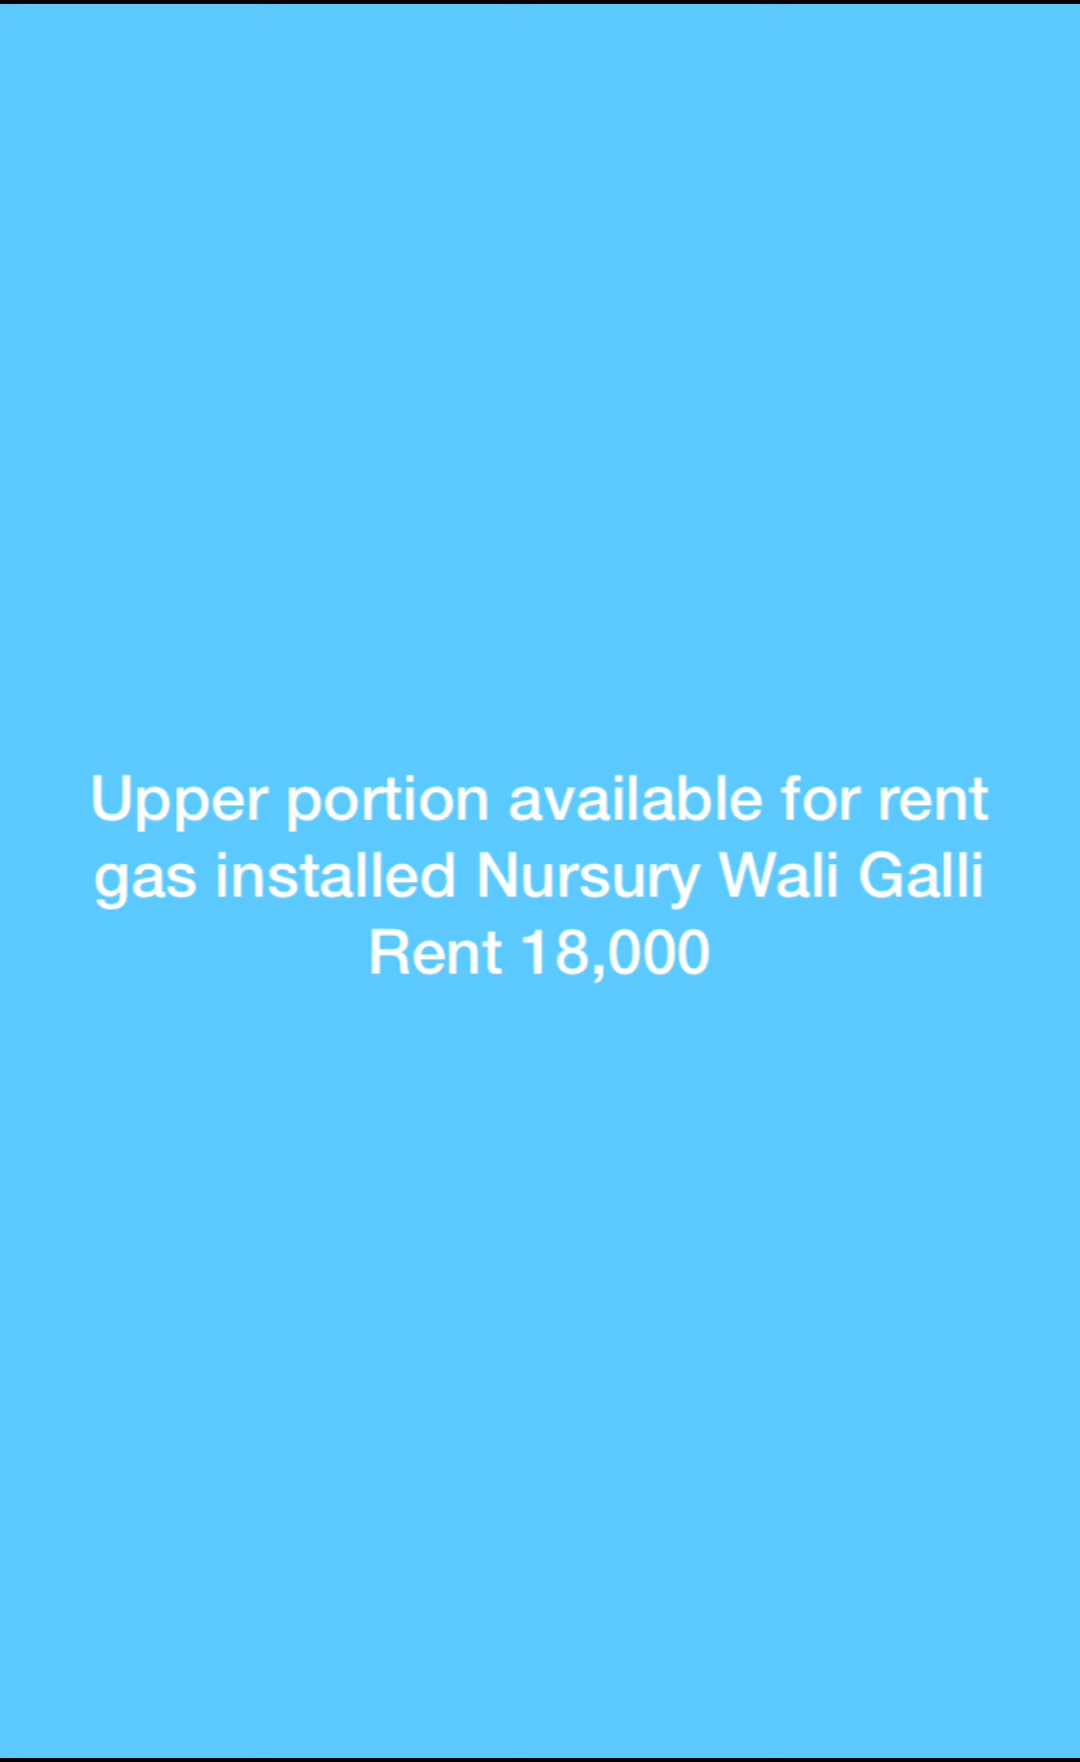 Upper portion available for rent
gas installed Nursury Wali Galli
Rent 18,000